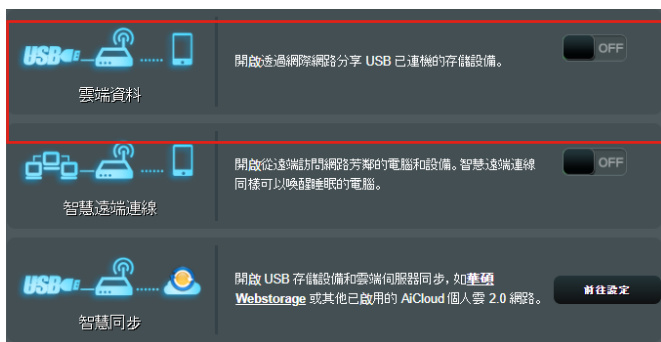 USB
開啟透過網際網路分享 USB 已連機的存儲設備。
OFF
雲端資料
開啟從遠端訪問網路芳鄰的電腦和設備。智慧遠端連線
同樣可以喚醒睡眠的電腦。
OFF
智慧遠端連線
USB
開啟 USB 存儲設備和雲端伺服器同步，如華碩
Webstorage 或其他已啟用的 AiCloud 個人雲 2.0 網路。
前往設定
智慧同步